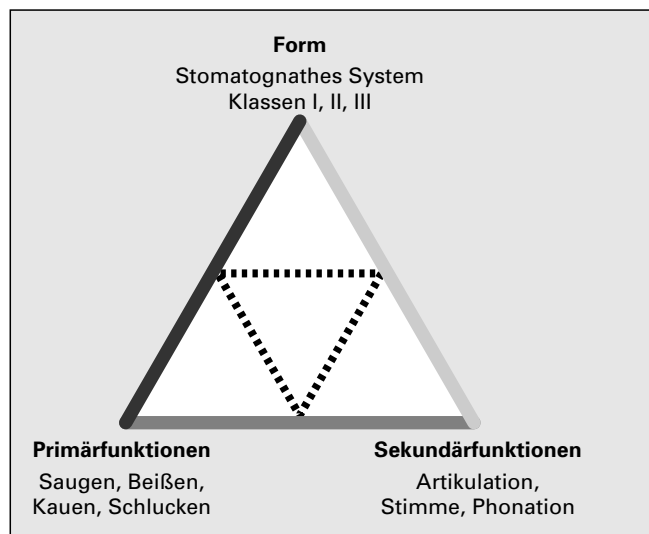 Form
Stomatognathes System
Klassen I, II, III
Primärfunktionen
Saugen, Beißen,
Kauen, Schlucken
Sekundärfunktionen
Artikulation,
Stimme, Phonation